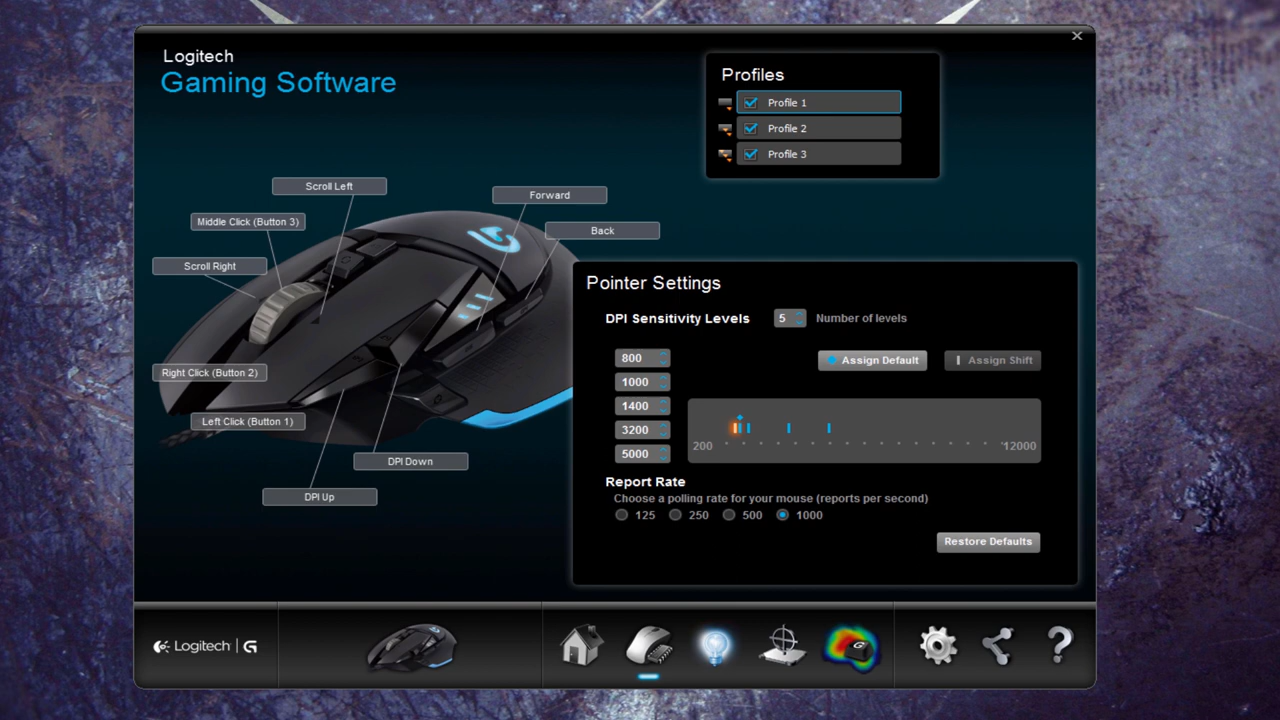 Logitech
Gaming Software
Profiles
Profile 1
Profile 2
Profile 3
Scroll Left
Forward
Middle Click (Button 3)
Back
Scroll Right
Right Click (Button 2)
Left Click (Button 1)
DPI Down
DPI Up
Pointer Settings
DPI Sensitivity Levels 5 Number of levels
800
Assign Default
Assign Shift
1000
1400
3200
5000
200 12000
Report Rate
Choose a polling rate for your mouse (reports per second)
125 250 500 1000
Restore Defaults
Logitech | G